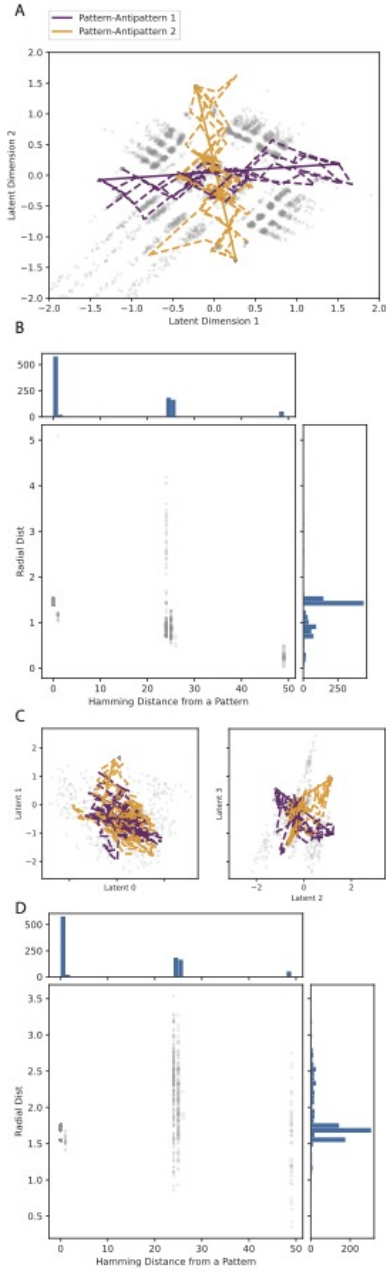 A
Pattern-Antipattern 1
Pattern-Antipattern 2
2.0
1.5
1.0
0.5
0.0
−0.5
−1.0
−1.5
−2.0
Latent Dimension 2
−2.0 −1.5 −1.0 −0.5 0.0 0.5 1.0 1.5 2.0
Latent Dimension 1
B
500
250
0
5
4
3
2
1
0
Radial Dist
0 10 20 30 40 50
Hamming Distance from a Pattern
0 250
C
2
1
0
−1
−2
Latent 1
Latent 0
Latent 3
−2 0 2
Latent 2
D
500
250
0
3.5
3.0
2.5
2.0
1.5
1.0
0.5
Radial Dist
0 10 20 30 40 50
Hamming Distance from a Pattern
0 200